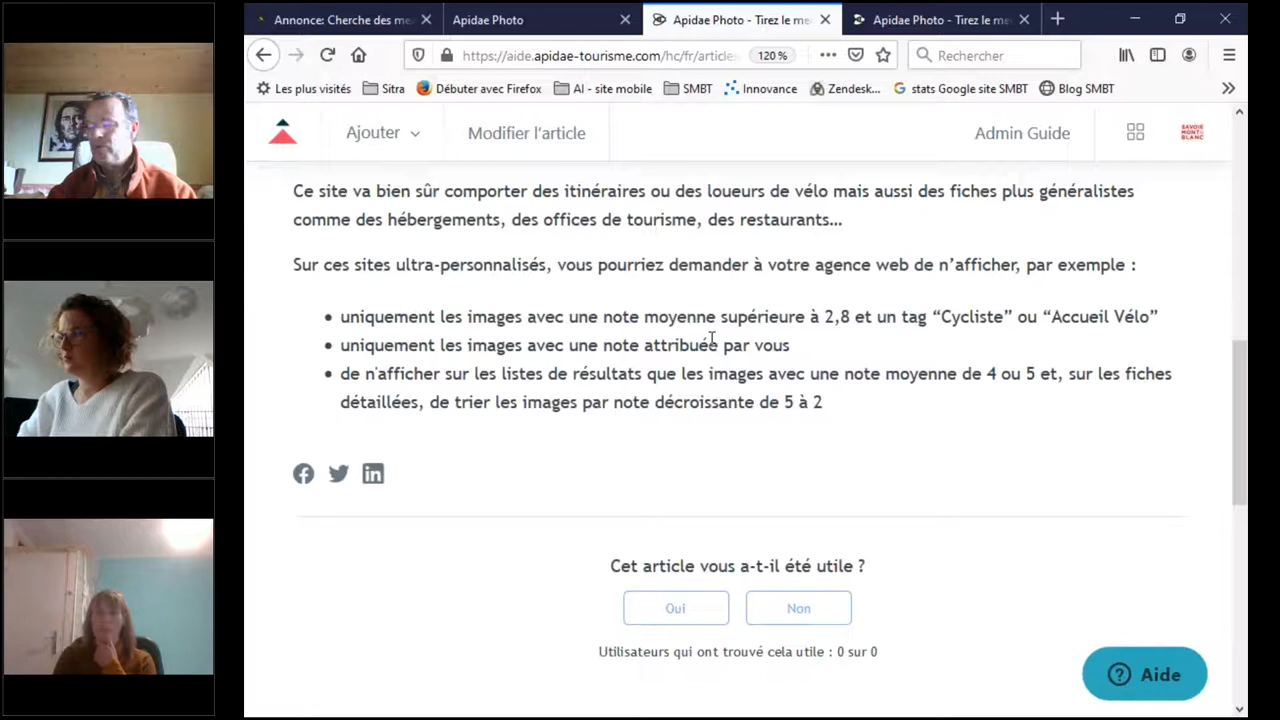 Annonce: Cherche des me
Apidae Photo
Apidae Photo - Tirez le me
Apidae Photo - Tirez le me
https://aide.apidae-tourisme.com/hc/fr/article
120 %
Rechercher
Les plus visités
Sitra
Débuter avec Firefox
AI - site mobile
SMBT
Innovance
Zendesk...
stats Google site SMBT
Blog SMBT
Ajouter
Modifier l'article
Admin Guide
SAVOIE
MONT
BLANC
Ce site va bien sûr comporter des itinéraires ou des loueurs de vélo mais aussi des fiches plus généralistes
comme des hébergements, des offices de tourisme, des restaurants…
Sur ces sites ultra-personnalisés, vous pourriez demander à votre agence web de n’afficher, par exemple :
• uniquement les images avec une note moyenne supérieure à 2,8 et un tag “Cycliste” ou “Accueil Vélo”
• uniquement les images avec une note attribuée par vous
• de n'afficher sur les listes de résultats que les images avec une note moyenne de 4 ou 5 et, sur les fiches
détaillées, de trier les images par note décroissante de 5 à 2
Cet article vous a-t-il été utile ?
Oui
Non
Utilisateurs qui ont trouvé cela utile : 0 sur 0
Aide